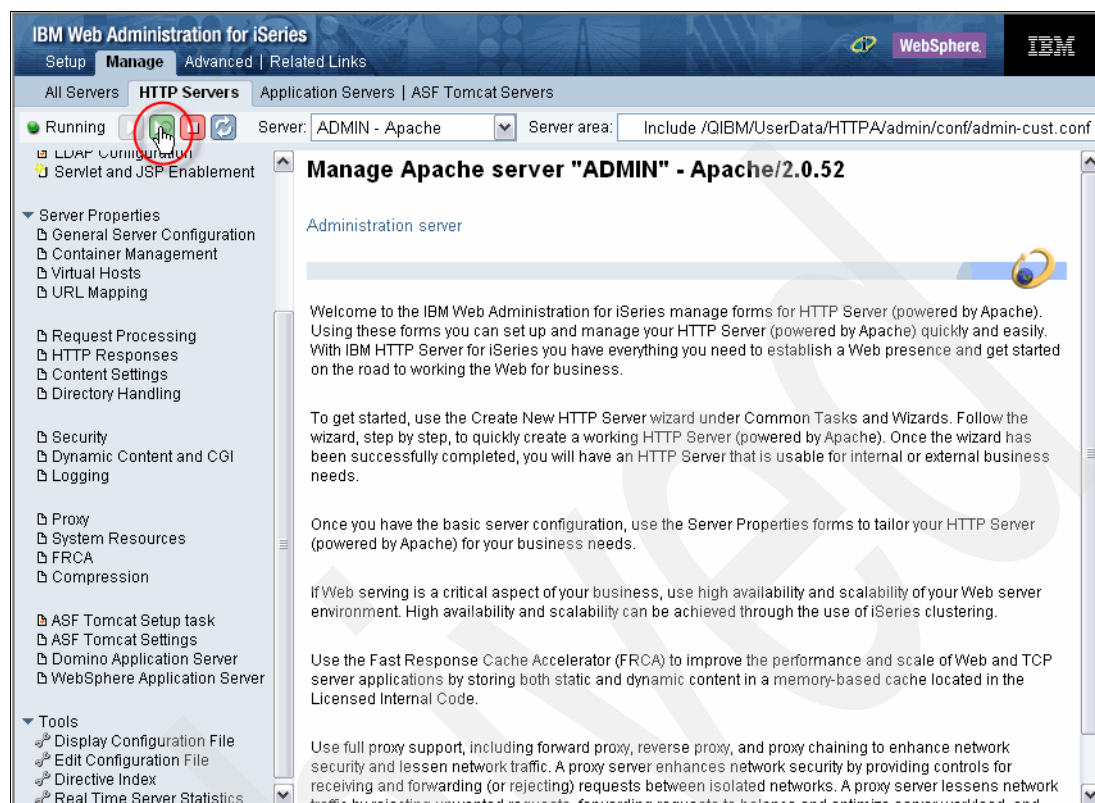 IBM Web Administration for iSeries
WebSphere.
IBM
Setup Manage Advanced | Related Links
All Servers HTTP Servers Application Servers | ASF Tomcat Servers
Running Server: ADMIN - Apache Server area: Include /QIBM/UserData/HTTPA/admin/conf/admin-cust.conf
LDAP Configuration
Servlet and JSP Enablement
Server Properties
General Server Configuration
Container Management
Virtual Hosts
URL Mapping
Request Processing
HTTP Responses
Content Settings
Directory Handling
Security
Dynamic Content and CGI
Logging
Proxy
System Resources
FRCA
Compression
ASF Tomcat Setup task
ASF Tomcat Settings
Domino Application Server
WebSphere Application Server
Tools
Display Configuration File
Edit Configuration File
Directive Index
Real Time Server Statistics
Manage Apache server "ADMIN" - Apache/2.0.52
Administration server
Welcome to the IBM Web Administration for iSeries manage forms for HTTP Server (powered by Apache).
Using these forms you can set up and manage your HTTP Server (powered by Apache) quickly and easily.
With IBM HTTP Server for iSeries you have everything you need to establish a Web presence and get started
on the road to working the Web for business.
To get started, use the Create New HTTP Server wizard under Common Tasks and Wizards. Follow the
wizard, step by step, to quickly create a working HTTP Server (powered by Apache). Once the wizard has
been successfully completed, you will have an HTTP Server that is usable for internal or external business
needs.
Once you have the basic server configuration, use the Server Properties forms to tailor your HTTP Server
(powered by Apache) for your business needs.
If Web serving is a critical aspect of your business, use high availability and scalability of your Web server
environment. High availability and scalability can be achieved through the use of iSeries clustering.
Use the Fast Response Cache Accelerator (FRCA) to improve the performance and scale of Web and TCP
server applications by storing both static and dynamic content in a memory-based cache located in the
Licensed Internal Code.
Use full proxy support, including forward proxy, reverse proxy, and proxy chaining to enhance network
security and lessen network traffic. A proxy server enhances network security by providing controls for
receiving and forwarding (or rejecting) requests between isolated networks. A proxy server lessens network
traffic by rejecting unwanted requests, forwarding requests to balance and optimize server workload, and